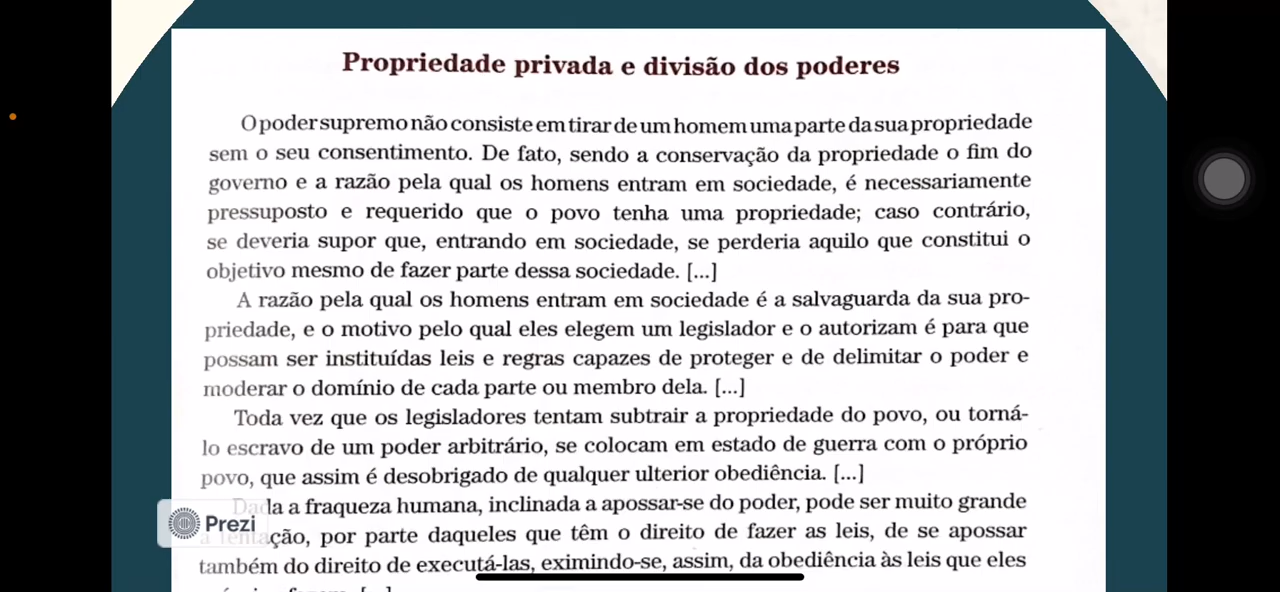 Propriedade privada e divisão dos poderes
O poder supremo não consiste em tirar de um homem uma parte da sua propriedade
sem o seu consentimento. De fato, sendo a conservação da propriedade o fim do
governo e a razão pela qual os homens entram em sociedade, é necessariamente
pressuposto e requerido que o povo tenha uma propriedade; caso contrário,
se deveria supor que, entrando em sociedade, se perderia aquilo que constitui o
objetivo mesmo de fazer parte dessa sociedade. [...]
A razão pela qual os homens entram em sociedade é a salvaguarda da sua pro-
priedade, e o motivo pelo qual eles elegem um legislador e o autorizam é para que
possam ser instituídas leis e regras capazes de proteger e de delimitar o poder e
moderar o domínio de cada parte ou membro dela. [...]
Toda vez que os legisladores tentam subtrair a propriedade do povo, ou torná-
lo escravo de um poder arbitrário, se colocam em estado de guerra com o próprio
povo, que assim é desobrigado de qualquer ulterior obediência. [...]
Dada a fraqueza humana, inclinada a apossar-se do poder, pode ser muito grande
a tentação, por parte daqueles que têm o direito de fazer as leis, de se apossar
também do direito de executá-las, eximindo-se, assim, da obediência às leis que eles
Prezi